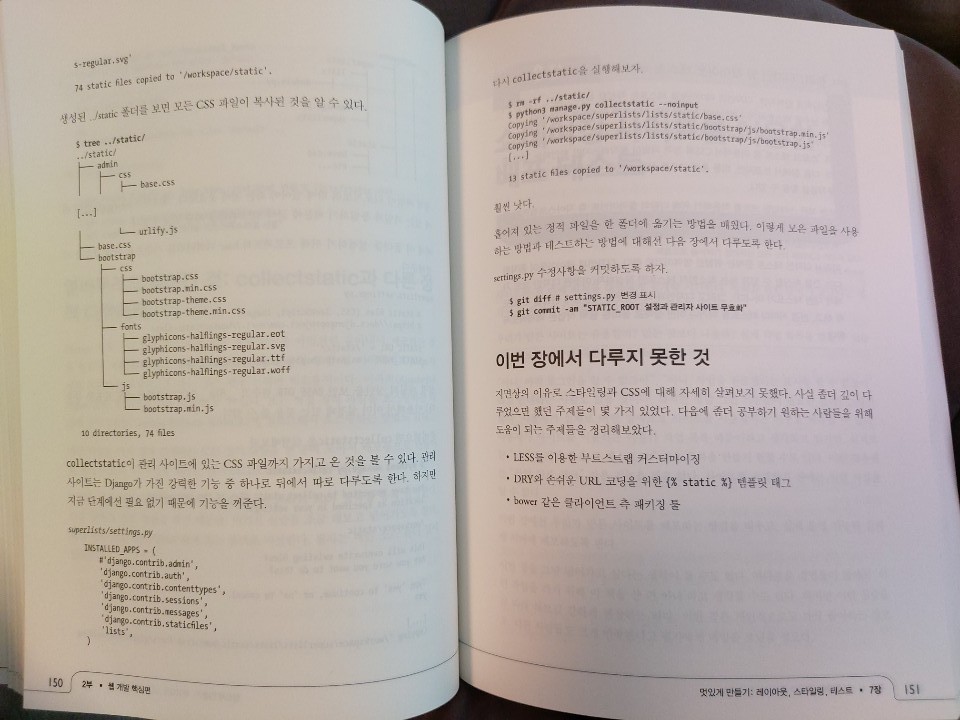 s-regular.svg'
74 static files copied to '/workspace/static'.
생성된 ../static 폴더를 보면 모든 CSS 파일이 복사된 것을 알 수 있다.
$ tree ../static/
../static/
├── admin
│   ├── css
│   │   ├── base.css
[...]
│       └── urlify.js
├── base.css
└── bootstrap
    ├── css
    │   ├── bootstrap.css
    │   ├── bootstrap.min.css
    │   ├── bootstrap-theme.css
    │   └── bootstrap-theme.min.css
    ├── fonts
    │   ├── glyphicons-halflings-regular.eot
    │   ├── glyphicons-halflings-regular.svg
    │   ├── glyphicons-halflings-regular.ttf
    │   └── glyphicons-halflings-regular.woff
    └── js
        ├── bootstrap.js
        └── bootstrap.min.js
10 directories, 74 files
collectstatic이 관리 사이트에 있는 CSS 파일까지 가지고 온 것을 볼 수 있다. 관리
사이트는 Django가 가진 강력한 기능 중 하나로 뒤에서 따로 다루도록 한다. 하지만
지금 단계에선 필요 없기 때문에 기능을 꺼준다.
superlists/settings.py
INSTALLED_APPS = (
    #'django.contrib.admin',
    'django.contrib.auth',
    'django.contrib.contenttypes',
    'django.contrib.sessions',
    'django.contrib.messages',
    'django.contrib.staticfiles',
    'lists',
)
150 2부 • 웹 개발 핵심편
다시 collectstatic을 실행해보자.
$ rm -rf ../static/
$ python3 manage.py collectstatic --noinput
Copying '/workspace/superlists/lists/static/base.css'
Copying '/workspace/superlists/lists/static/bootstrap/js/bootstrap.min.js'
Copying '/workspace/superlists/lists/static/bootstrap/js/bootstrap.js'
[...]
13 static files copied to '/workspace/static'.
훨씬 낫다.
흩어져 있는 정적 파일을 한 폴더에 옮기는 방법을 배웠다. 이렇게 모은 파일을 사용
하는 방법과 테스트하는 방법에 대해선 다음 장에서 다루도록 한다.
settings.py 수정사항을 커밋하도록 하자.
$ git diff # settings.py 변경 표시
$ git commit -am "STATIC_ROOT 설정과 관리자 사이트 무효화"
이번 장에서 다루지 못한 것
지면상의 이유로 스타일링과 CSS에 대해 자세히 살펴보지 못했다. 사실 좀더 깊이 다
루었으면 했던 주제들이 몇 가지 있었다. 다음에 좀더 공부하기 원하는 사람들을 위해
도움이 되는 주제들을 정리해보았다.
• LESS를 이용한 부트스트랩 커스터마이징
• DRY와 손쉬운 URL 코딩을 위한 {% static %} 템플릿 태그
• bower 같은 클라이언트 측 패키징 툴
멋있게 만들기: 레이아웃, 스타일링, 테스트 • 7장 151